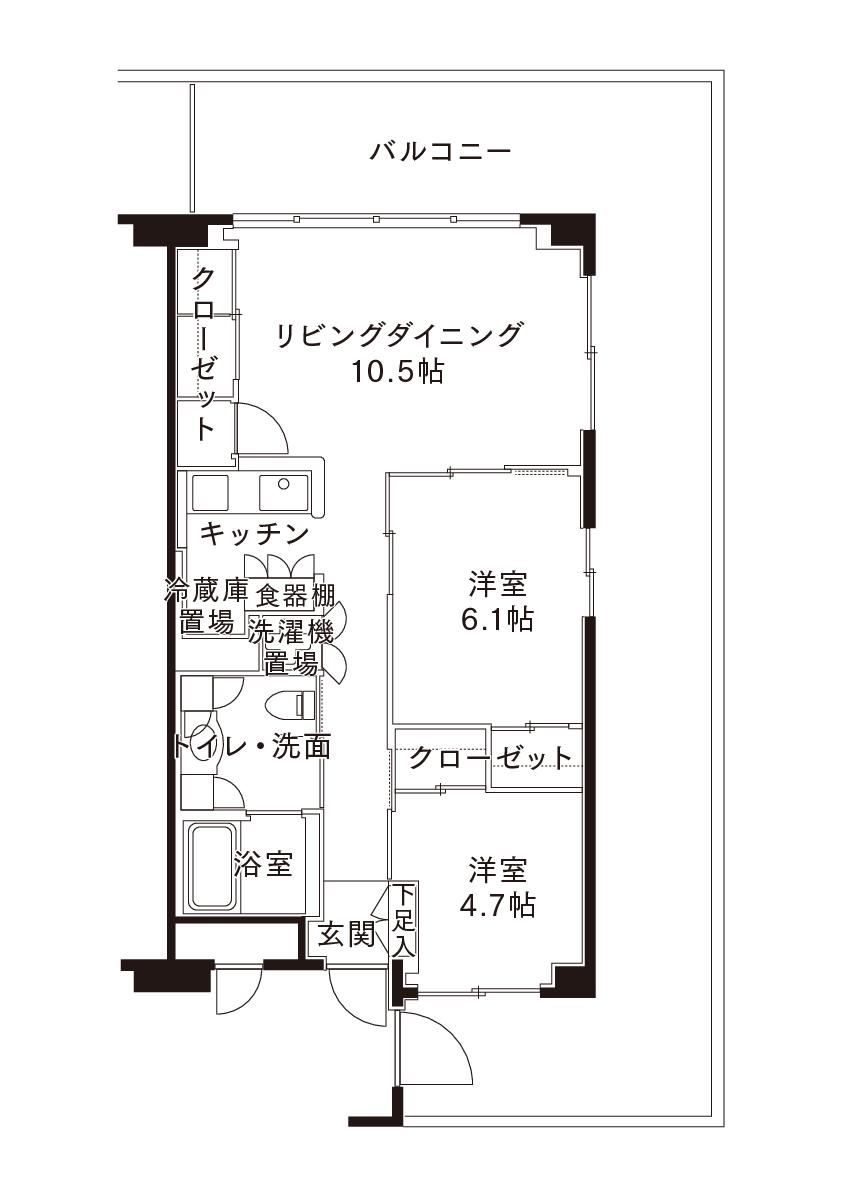 バルコニー
クローゼット
リビングダイニング
10.5帖
キッチン
冷蔵庫
置場
食器棚
洗濯機
置場
洋室
6.1帖
トイレ・洗面
クローゼット
浴室
洋室
4.7帖
下足入
玄関